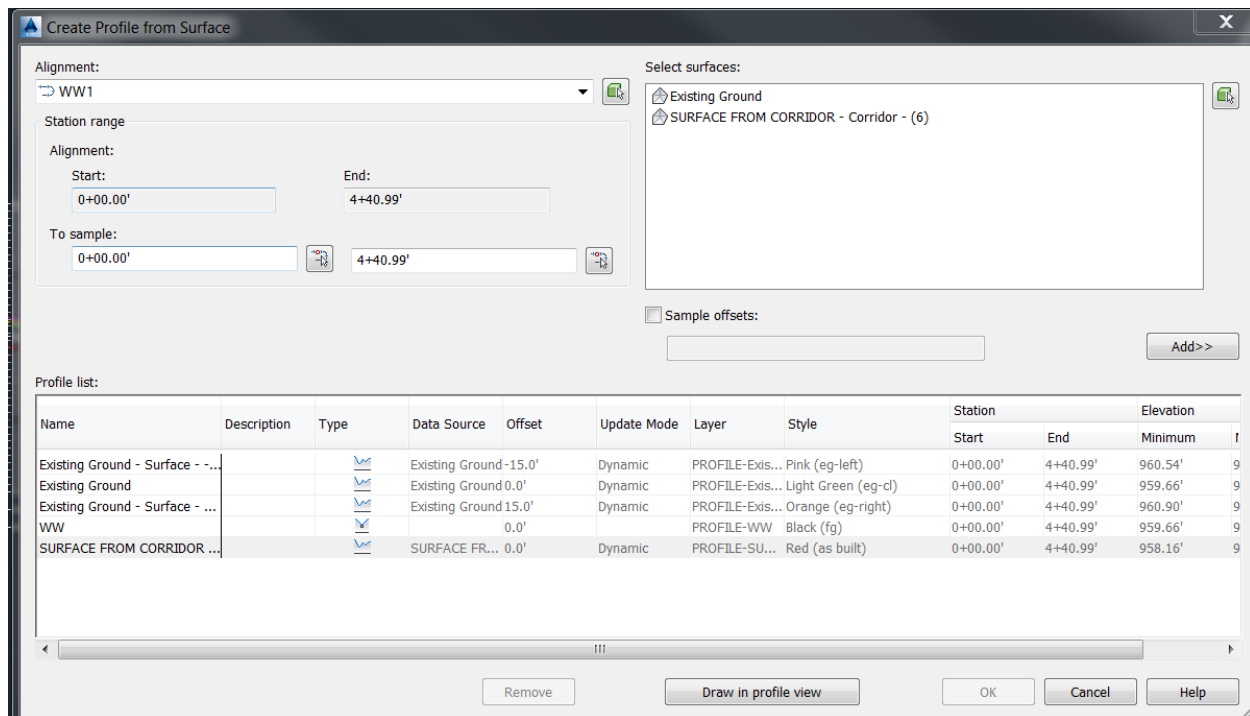 Create Profile from Surface
X
Alignment:
WW1
Station range
Alignment:
Start:
End:
0+00.00'
4+40.99'
To sample:
0+00.00'
4+40.99'
Select surfaces:
Existing Ground
SURFACE FROM CORRIDOR - Corridor - (6)
Sample offsets:
Add>>
Profile list:
Name Description Type Data Source Offset Update Mode Layer Style Station Elevation
Start End Minimum
Existing Ground - Surface - -... Existing Ground -15.0' Dynamic PROFILE-Exis... Pink (eg-left) 0+00.00' 4+40.99' 960.54' 9
Existing Ground Existing Ground 0.0' Dynamic PROFILE-Exis... Light Green (eg-cl) 0+00.00' 4+40.99' 959.66' 9
Existing Ground - Surface - ... Existing Ground 15.0' Dynamic PROFILE-Exis... Orange (eg-right) 0+00.00' 4+40.99' 960.90' 9
WW 0.0' PROFILE-WW Black (fg) 0+00.00' 4+40.99' 959.66' 9
SURFACE FROM CORRIDOR ... SURFACE FR... 0.0' Dynamic PROFILE-SU... Red (as built) 0+00.00' 4+40.99' 958.16' 9
Remove
Draw in profile view
OK
Cancel
Help